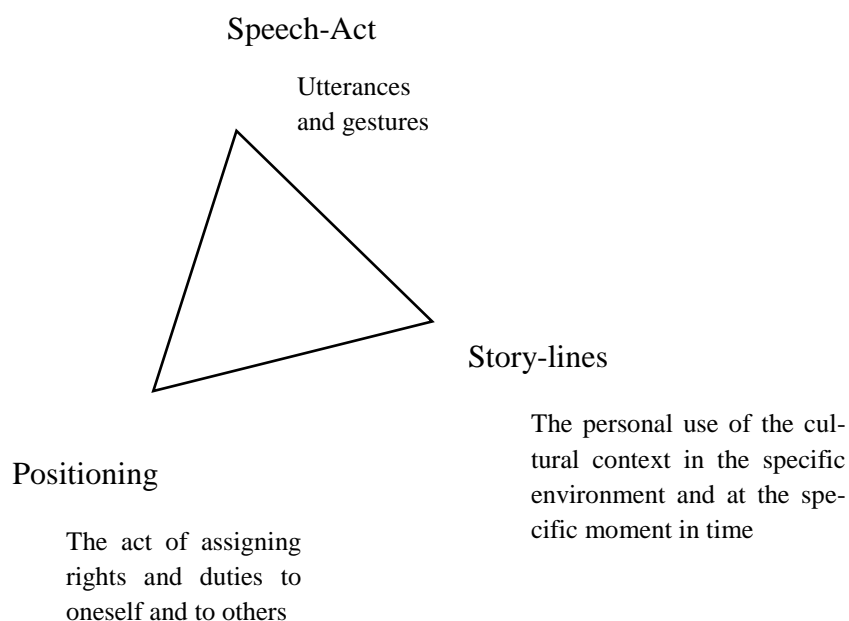 Speech-Act
Utterances
and gestures
Story-lines
The personal use of the cul-
tural context in the specific
environment and at the spe-
cific moment in time
Positioning
The act of assigning
rights and duties to
oneself and to others